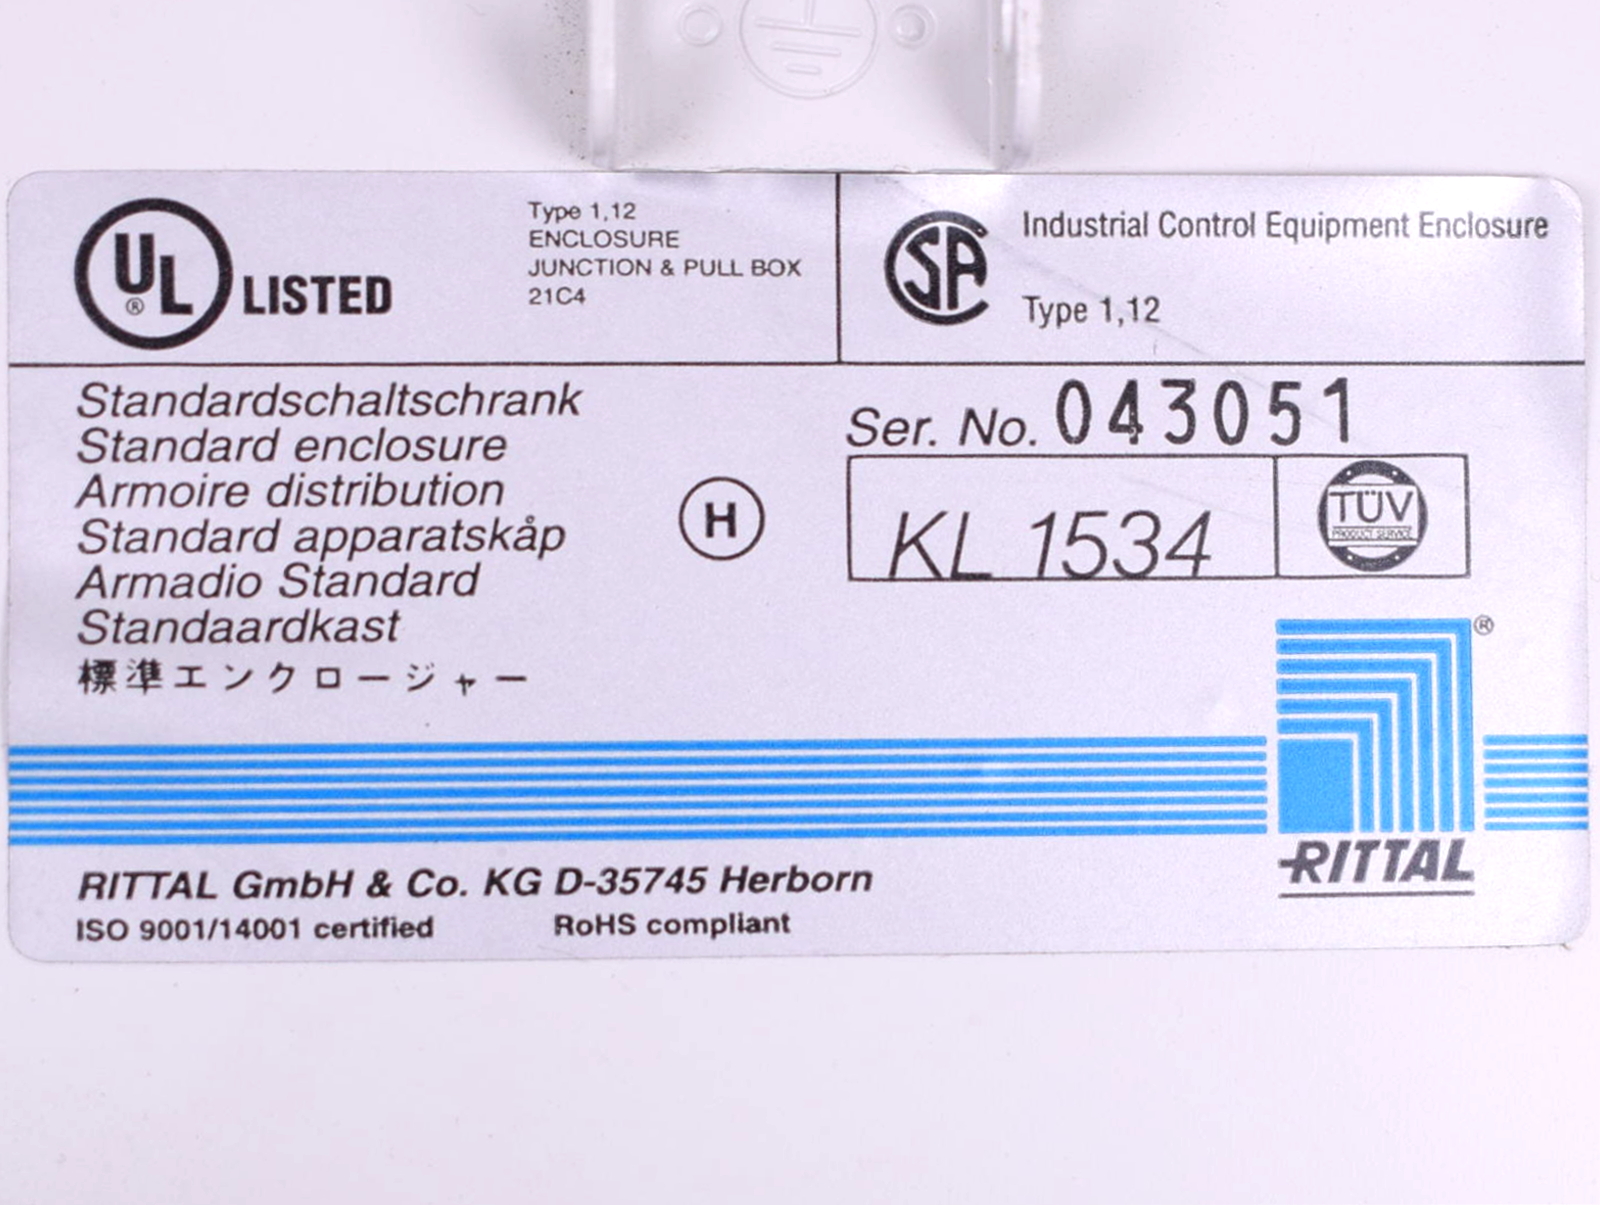 UL® LISTED
Type 1,12
ENCLOSURE
JUNCTION & PULL BOX
21C4
SA
Industrial Control Equipment Enclosure
Type 1,12
Standardschaltschrank
Standard enclosure
Armoire distribution
Standard apparatskåp
Armadio Standard
Standaardkast
標準エンクロージャー
H
Ser. No. 043051
KL 1534
TÜV
PRODUCT SERVICE
®
RITTAL
RITTAL GmbH & Co. KG D-35745 Herborn
ISO 9001/14001 certified RoHS compliant